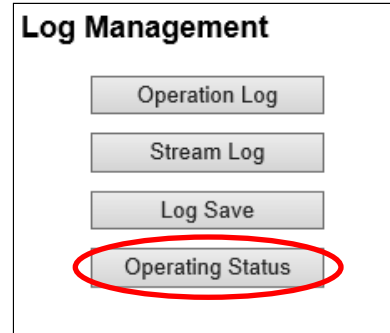 Log Management
Operation Log
Stream Log
Log Save
Operating Status